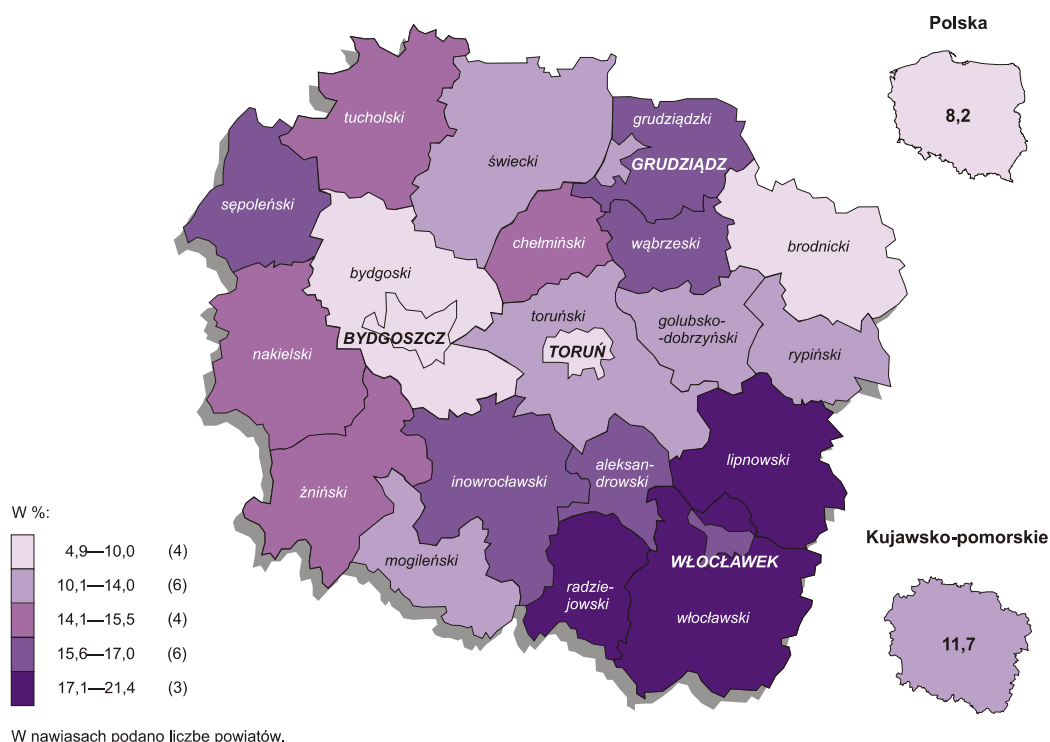 Polska
8,2
tucholski
grudziądzki
świecki
GRUDZIĄDZ
sępoleński
chełmiński
wąbrzeski
brodnicki
bydgoski
toruński
golubsko-
-dobrzyński
BYDGOSZCZ
TORUŃ
rypiński
nakielski
lipnowski
aleksan-
drowski
inowrocławski
żniński
W %:
4,9—10,0 (4)
10,1—14,0 (6)
14,1—15,5 (4)
15,6—17,0 (6)
17,1—21,4 (3)
mogileński
WŁOCŁAWEK
radzie-
jowski
włocławski
Kujawsko-pomorskie
11,7
W nawiasach podano liczbę powiatów.